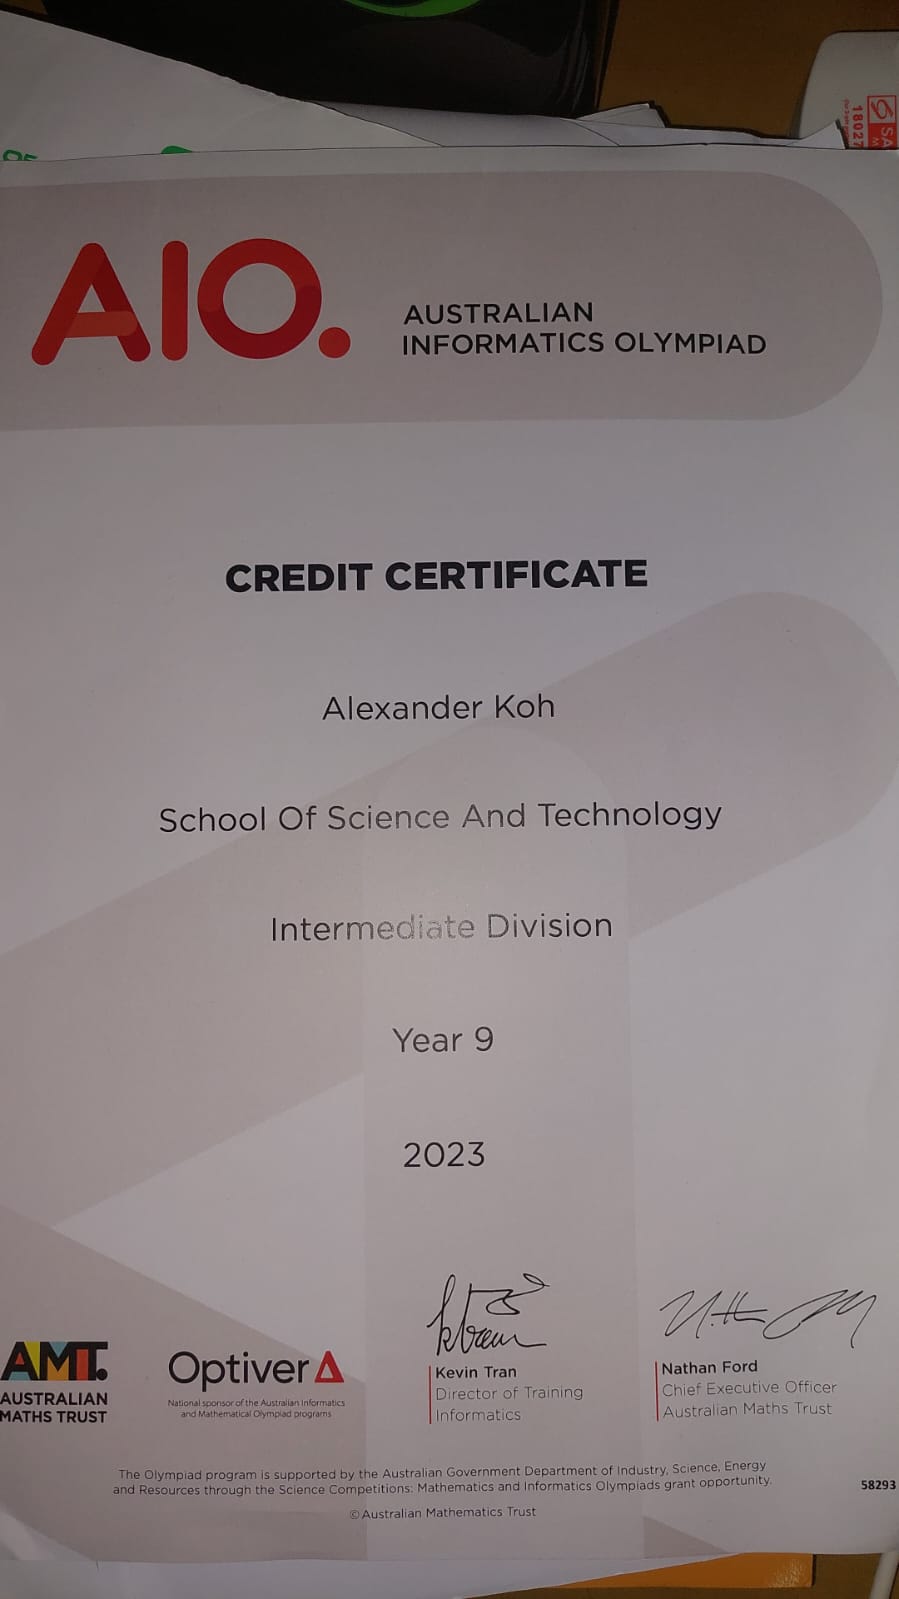 AIO.
AUSTRALIAN
INFORMATICS OLYMPIAD
CREDIT CERTIFICATE
Alexander Koh
School Of Science And Technology
Intermediate Division
Year 9
2023
AMT.
AUSTRALIAN
MATHS TRUST
Optiver
National sponsor of the Australian Informatics
and Mathematical Olympiad programs
Kevin Tran
Director of Training
Informatics
Nathan Ford
Chief Executive Officer
Australian Maths Trust
The Olympiad program is supported by the Australian Government Department of Industry, Science, Energy
and Resources through the Science Competitions: Mathematics and Informatics Olympiads grant opportunity.
58293
© Australian Mathematics Trust